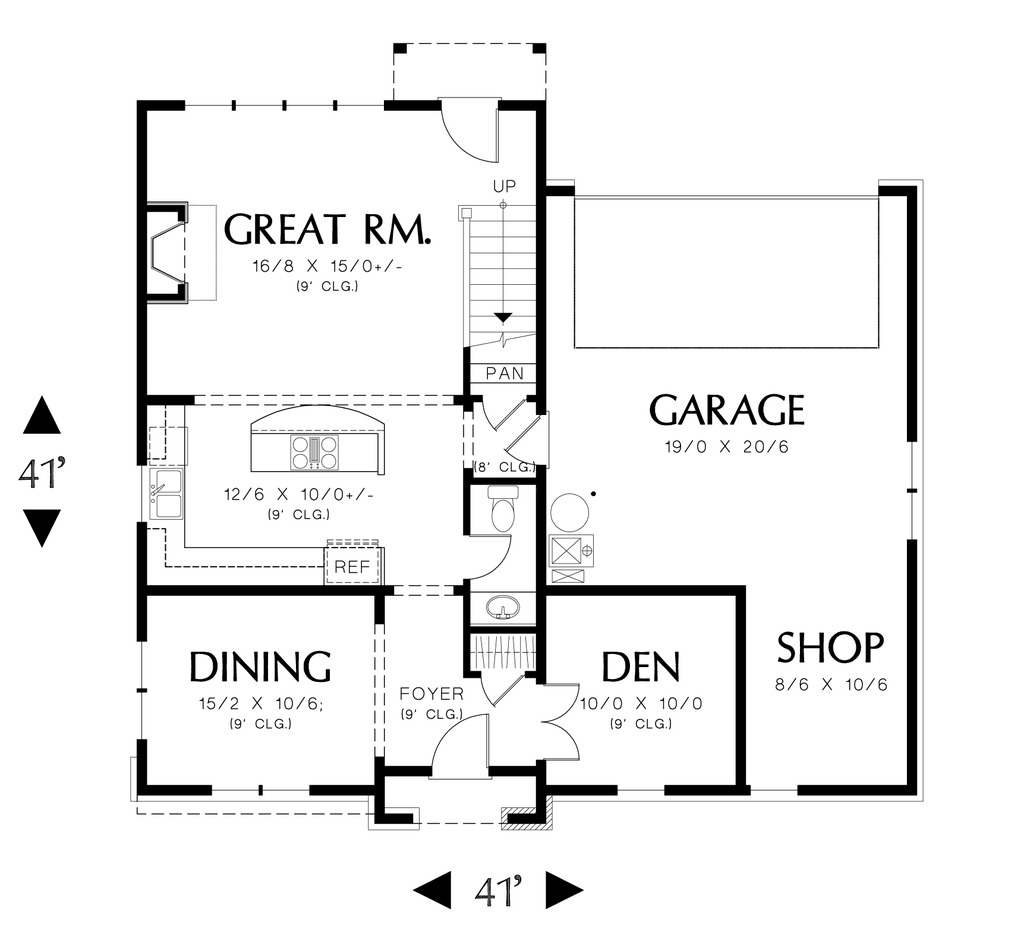 UP
GREAT RM.
16/8 X 15/0+/-
(9' CLG.)
PAN
GARAGE
19/0 X 20/6
41'
(8' CLG.)
12/6 X 10/0+/-
(9' CLG.)
REF
SHOP
8/6 X 10/6
DINING
15/2 X 10/6;
(9' CLG.)
FOYER
(9' CLG.)
DEN
10/0 X 10/0
(9' CLG.)
41'